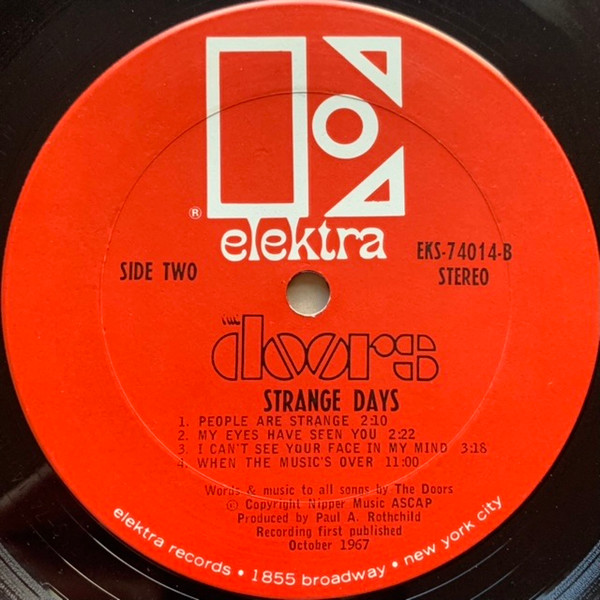 ®
elektra
SIDE TWO
EKS-74014-B
STEREO
THE
doors
STRANGE DAYS
1. PEOPLE ARE STRANGE 2:10
2. MY EYES HAVE SEEN YOU 2:22
3. I CAN'T SEE YOUR FACE IN MY MIND 3:18
4. WHEN THE MUSIC'S OVER 11:00
Words & music to all songs by The Doors
© Copyright Nipper Music ASCAP
Produced by Paul A. Rothchild
Recording first published
October 1967
elektra records • 1855 broadway • new york city